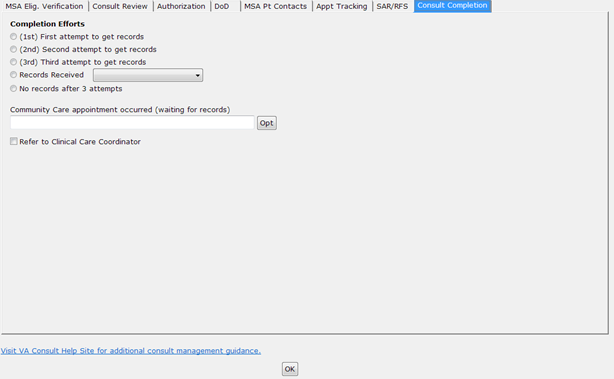 MSA Elig. Verification | Consult Review | Authorization | DoD | MSA Pt Contacts | Appt Tracking | SAR/RFS | Consult Completion
Completion Efforts
(1st) First attempt to get records
(2nd) Second attempt to get records
(3rd) Third attempt to get records
Records Received
No records after 3 attempts
Community Care appointment occurred (waiting for records)
Opt
Refer to Clinical Care Coordinator
Visit VA Consult Help Site for additional consult management guidance.
OK